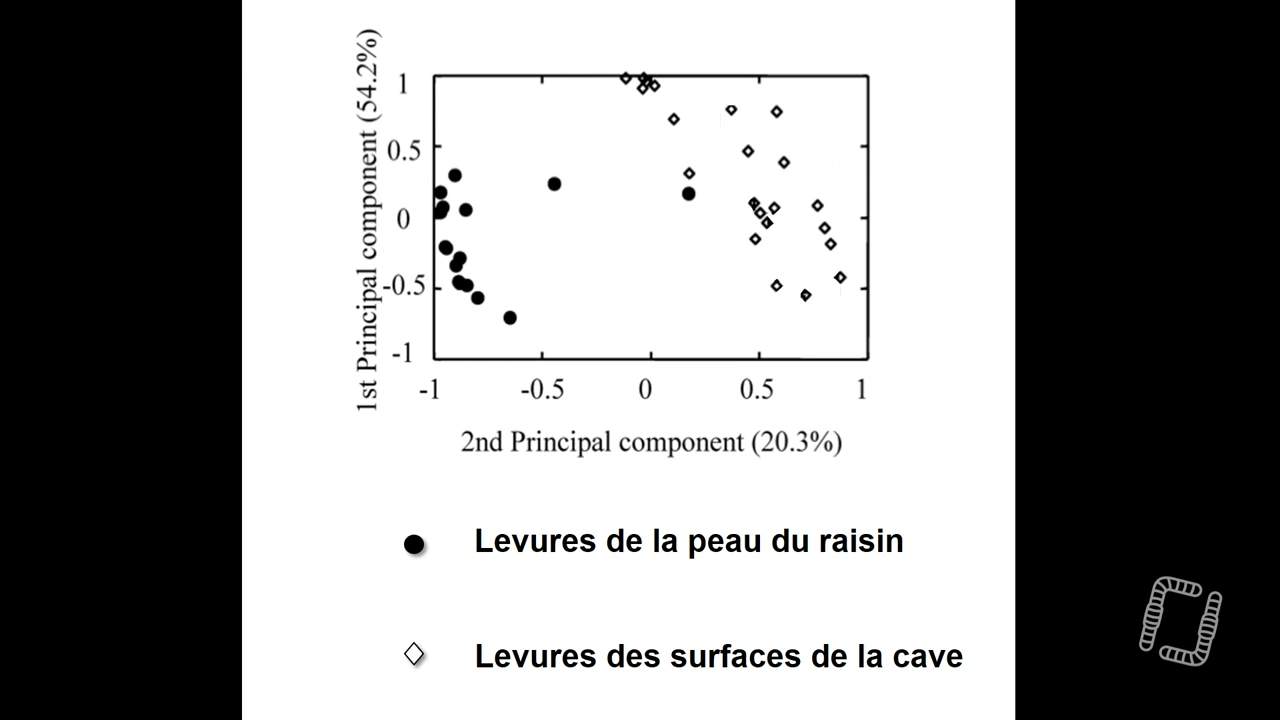 1st Principal component (54.2%)
1
0.5
0
-0.5
-1
-1 -0.5 0 0.5 1
2nd Principal component (20.3%)
Levures de la peau du raisin
Levures des surfaces de la cave